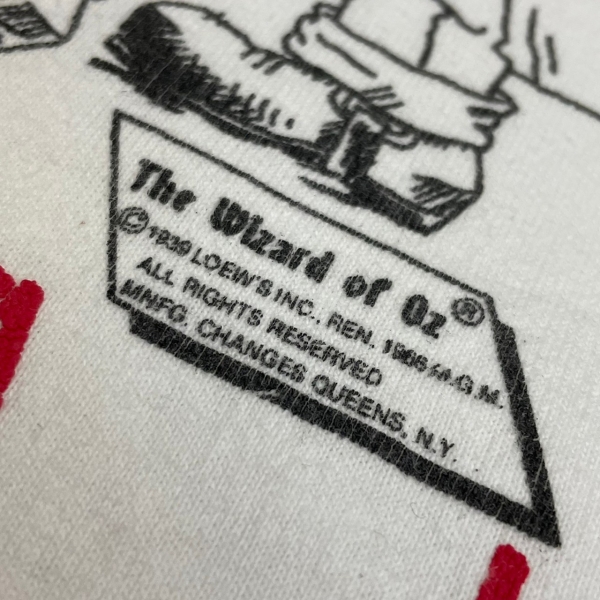 The Wizard of Oz®
© 1939 LOEW'S INC., REN. 1966 M.G.M.
ALL RIGHTS RESERVED
MNFG. CHANGES QUEENS, N.Y.